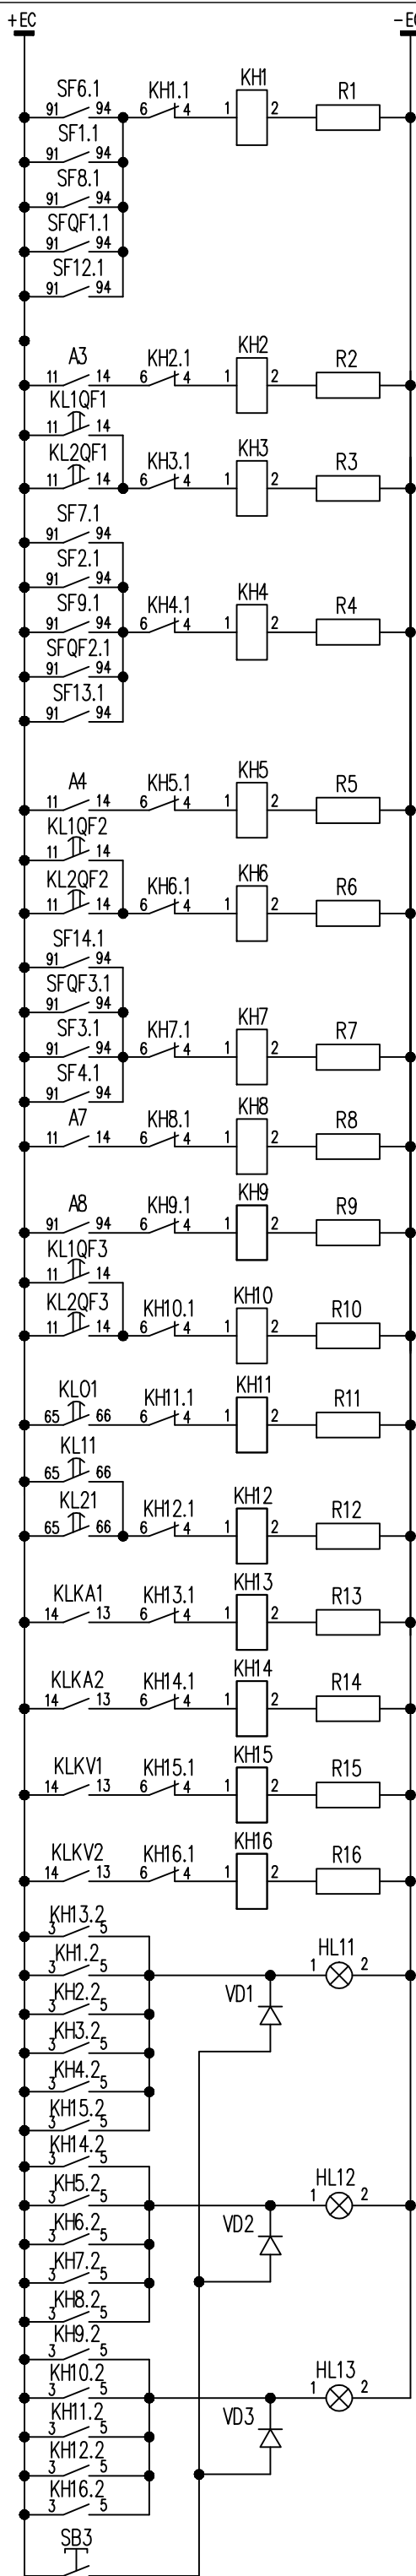 +EC -EC
SF6.1 KH1.1 KH1 R1
91 94 6 4 1 2
SF1.1
91 94
SF8.1
91 94
SFQF1.1
91 94
SF12.1
91 94
A3 KH2.1 KH2 R2
11 14 6 4 1 2
KL1QF1
11 14
KL2QF1 KH3.1 KH3 R3
11 14 6 4 1 2
SF7.1
91 94
SF2.1
91 94
SF9.1 KH4.1 KH4 R4
91 94 6 4 1 2
SFQF2.1
91 94
SF13.1
91 94
A4 KH5.1 KH5 R5
11 14 6 4 1 2
KL1QF2
11 14
KL2QF2 KH6.1 KH6 R6
11 14 6 4 1 2
SF14.1
91 94
SFQF3.1
91 94
SF3.1 KH7.1 KH7 R7
91 94 6 4 1 2
SF4.1
91 94
A7 KH8.1 KH8 R8
11 14 6 4 1 2
A8 KH9.1 KH9 R9
91 94 6 4 1 2
KL1QF3
11 14
KL2QF3 KH10.1 KH10 R10
11 14 6 4 1 2
KL01 KH11.1 KH11 R11
65 66 6 4 1 2
KL11
65 66
KL21 KH12.1 KH12 R12
65 66 6 4 1 2
KLKA1 KH13.1 KH13 R13
14 13 6 4 1 2
KLKA2 KH14.1 KH14 R14
14 13 6 4 1 2
KLKV1 KH15.1 KH15 R15
14 13 6 4 1 2
KLKV2 KH16.1 KH16 R16
14 13 6 4 1 2
KH13.2
3 5
KH1.2 HL11
3 5 1 2
KH2.2 VD1
3 5
KH3.2
3 5
KH4.2
3 5
KH15.2
3 5
KH14.2
3 5
KH5.2 HL12
3 5 1 2
KH6.2 VD2
3 5
KH7.2
3 5
KH8.2
3 5
KH9.2
3 5
KH10.2 HL13
3 5 1 2
KH11.2 VD3
3 5
KH12.2
3 5
KH16.2
3 5
SB3